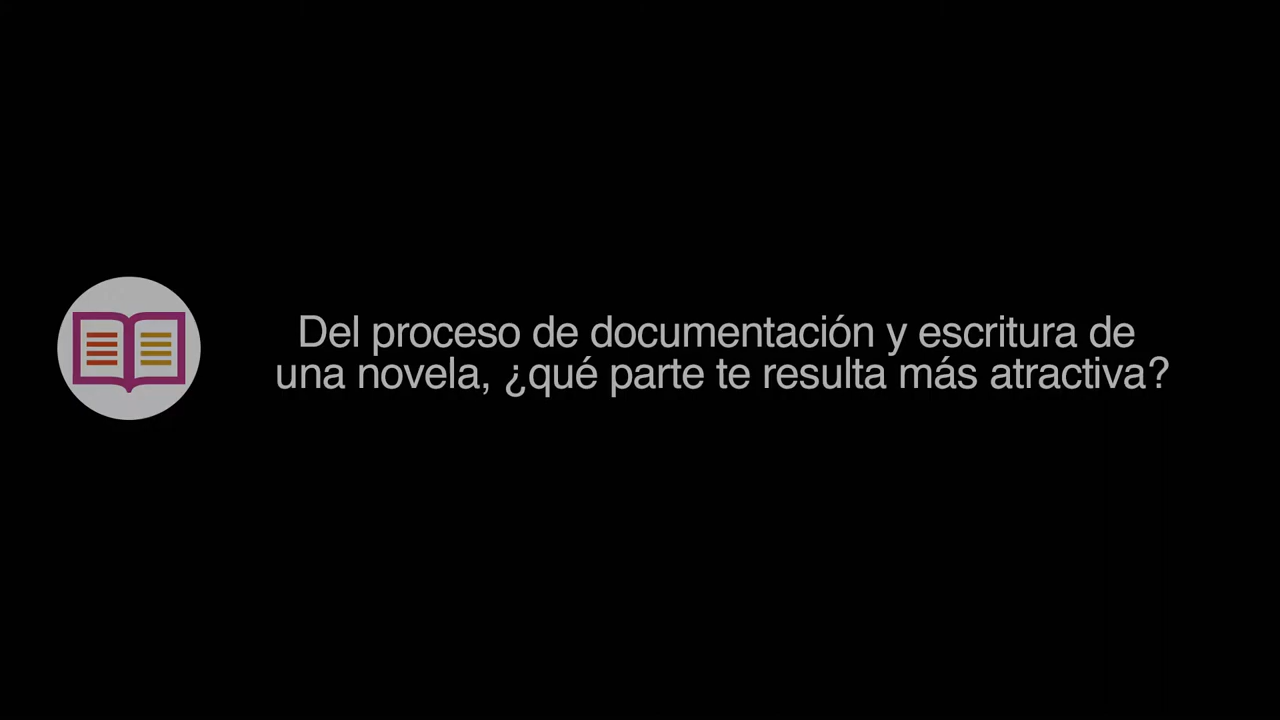 Del proceso de documentación y escritura de
una novela, ¿qué parte te resulta más atractiva?